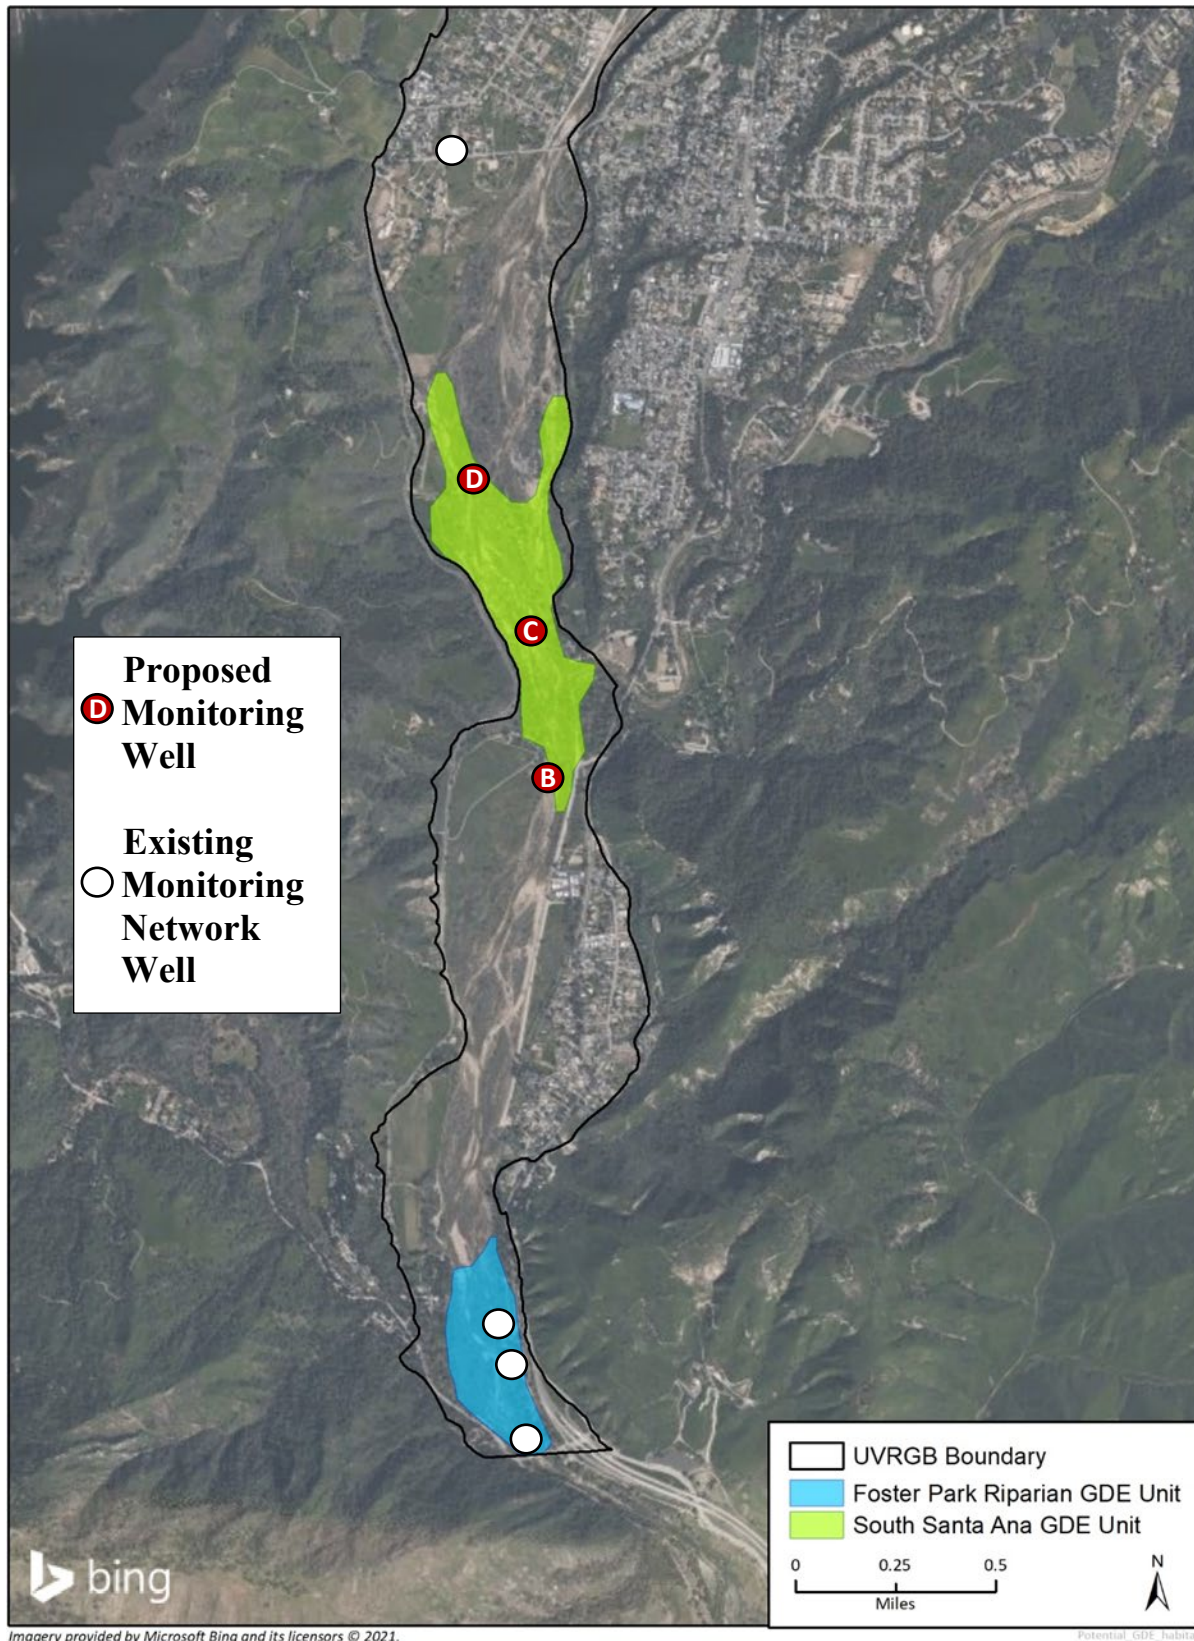 D
C
B
Proposed
D Monitoring
Well
Existing
Monitoring
Network
Well
UVRGB Boundary
Foster Park Riparian GDE Unit
South Santa Ana GDE Unit
0 0.25 0.5
Miles
N
bing
Imagery provided by Microsoft Bing and its licensors © 2021.
Potential_GDE_habita